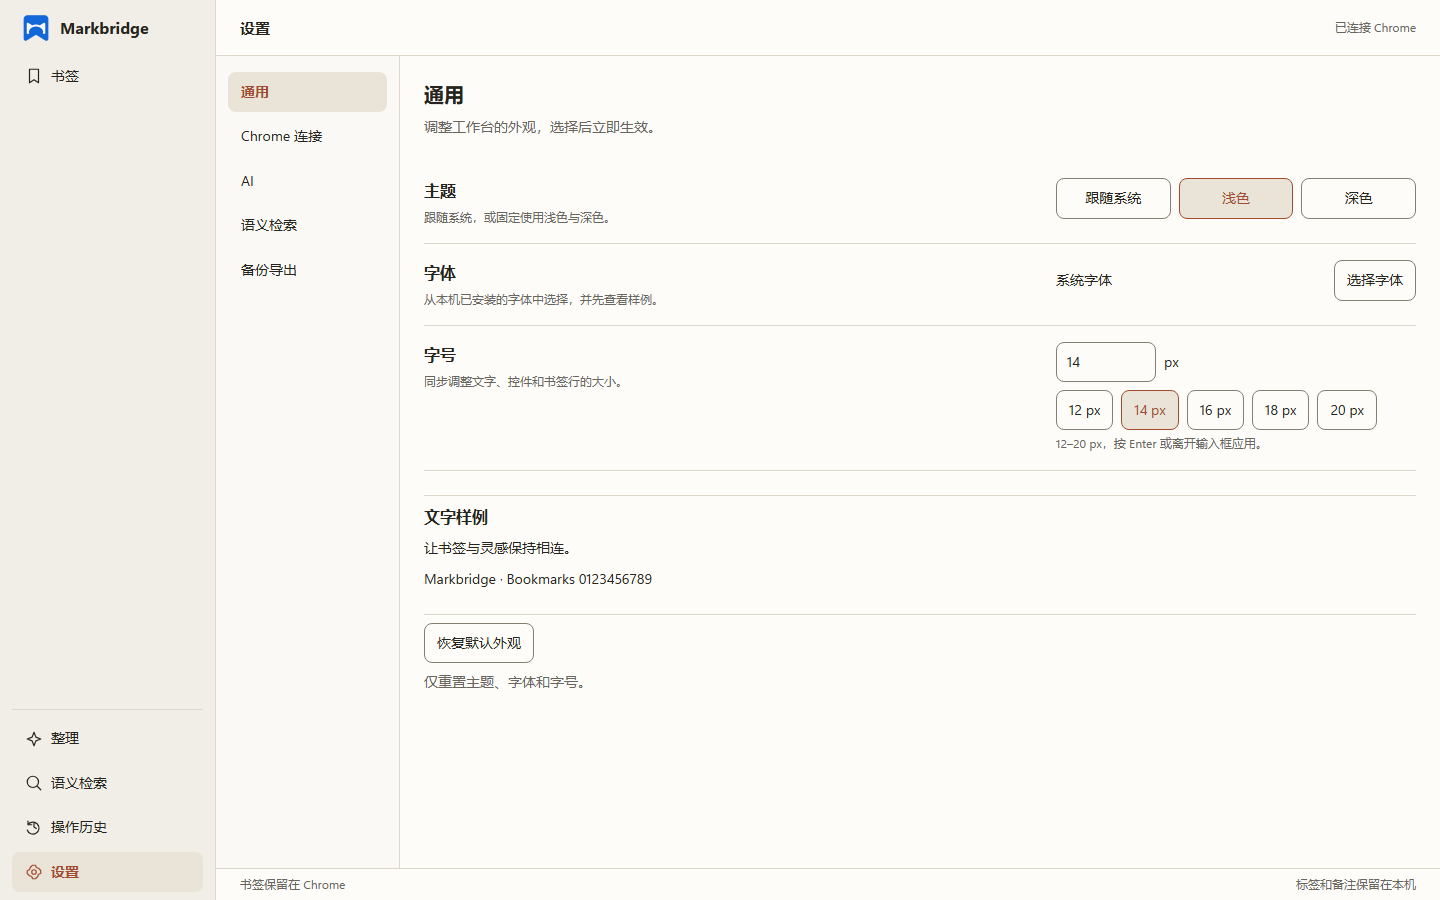 Markbridge
书签
整理
语义检索
操作历史
设置
设置
已连接 Chrome
通用
Chrome 连接
AI
语义检索
备份导出
通用
调整工作台的外观，选择后立即生效。
主题
跟随系统，或固定使用浅色与深色。
跟随系统
浅色
深色
字体
从本机已安装的字体中选择，并先查看样例。
系统字体
选择字体
字号
同步调整文字、控件和书签行的大小。
14 px
12 px
14 px
16 px
18 px
20 px
12–20 px，按 Enter 或离开输入框应用。
文字样例
让书签与灵感保持相连。
Markbridge · Bookmarks 0123456789
恢复默认外观
仅重置主题、字体和字号。
书签保留在 Chrome
标签和备注保留在本机